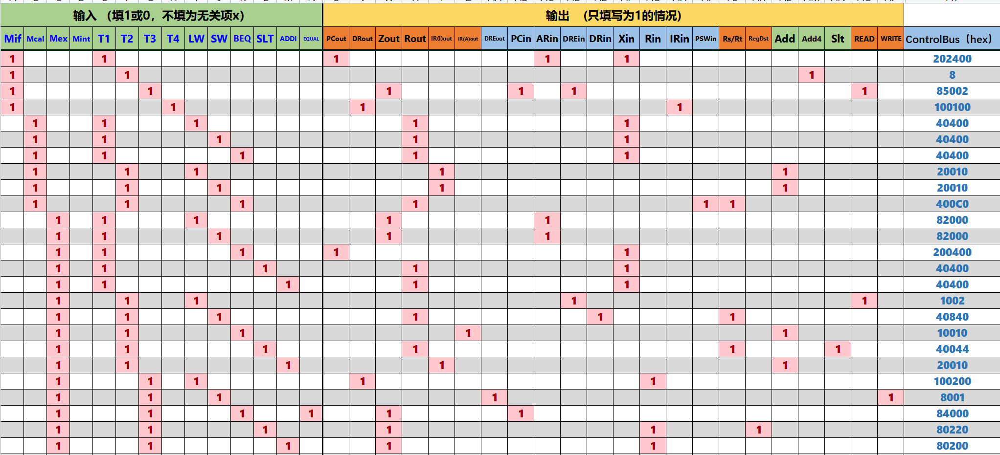 输入 （填1或0，不填为无关项x） 输出 （只填写为1的情况）
Mif Mcal Mex Mint T1 T2 T3 T4 LW SW BEQ SLT ADDI EQUAL PCout DRout Zout Rout IR(I)out IR(A)out DREout PCin ARin DREin DRin Xin Rin IRin PSWin Rs/Rt RegDst Add Add4 Slt READ WRITE ControlBus（hex）
1 1 1 1 1 202400
1 1 1 8
1 1 1 1 1 1 85002
1 1 1 1 100100
1 1 1 1 1 40400
1 1 1 1 1 40400
1 1 1 1 1 40400
1 1 1 1 1 20010
1 1 1 1 1 20010
1 1 1 1 1 1 400C0
1 1 1 1 1 82000
1 1 1 1 1 82000
1 1 1 1 1 200400
1 1 1 1 1 40400
1 1 1 1 1 40400
1 1 1 1 1 1002
1 1 1 1 1 1 40840
1 1 1 1 1 10010
1 1 1 1 1 1 40044
1 1 1 1 1 20010
1 1 1 1 1 100200
1 1 1 1 1 8001
1 1 1 1 1 1 84000
1 1 1 1 1 1 80220
1 1 1 1 1 80200